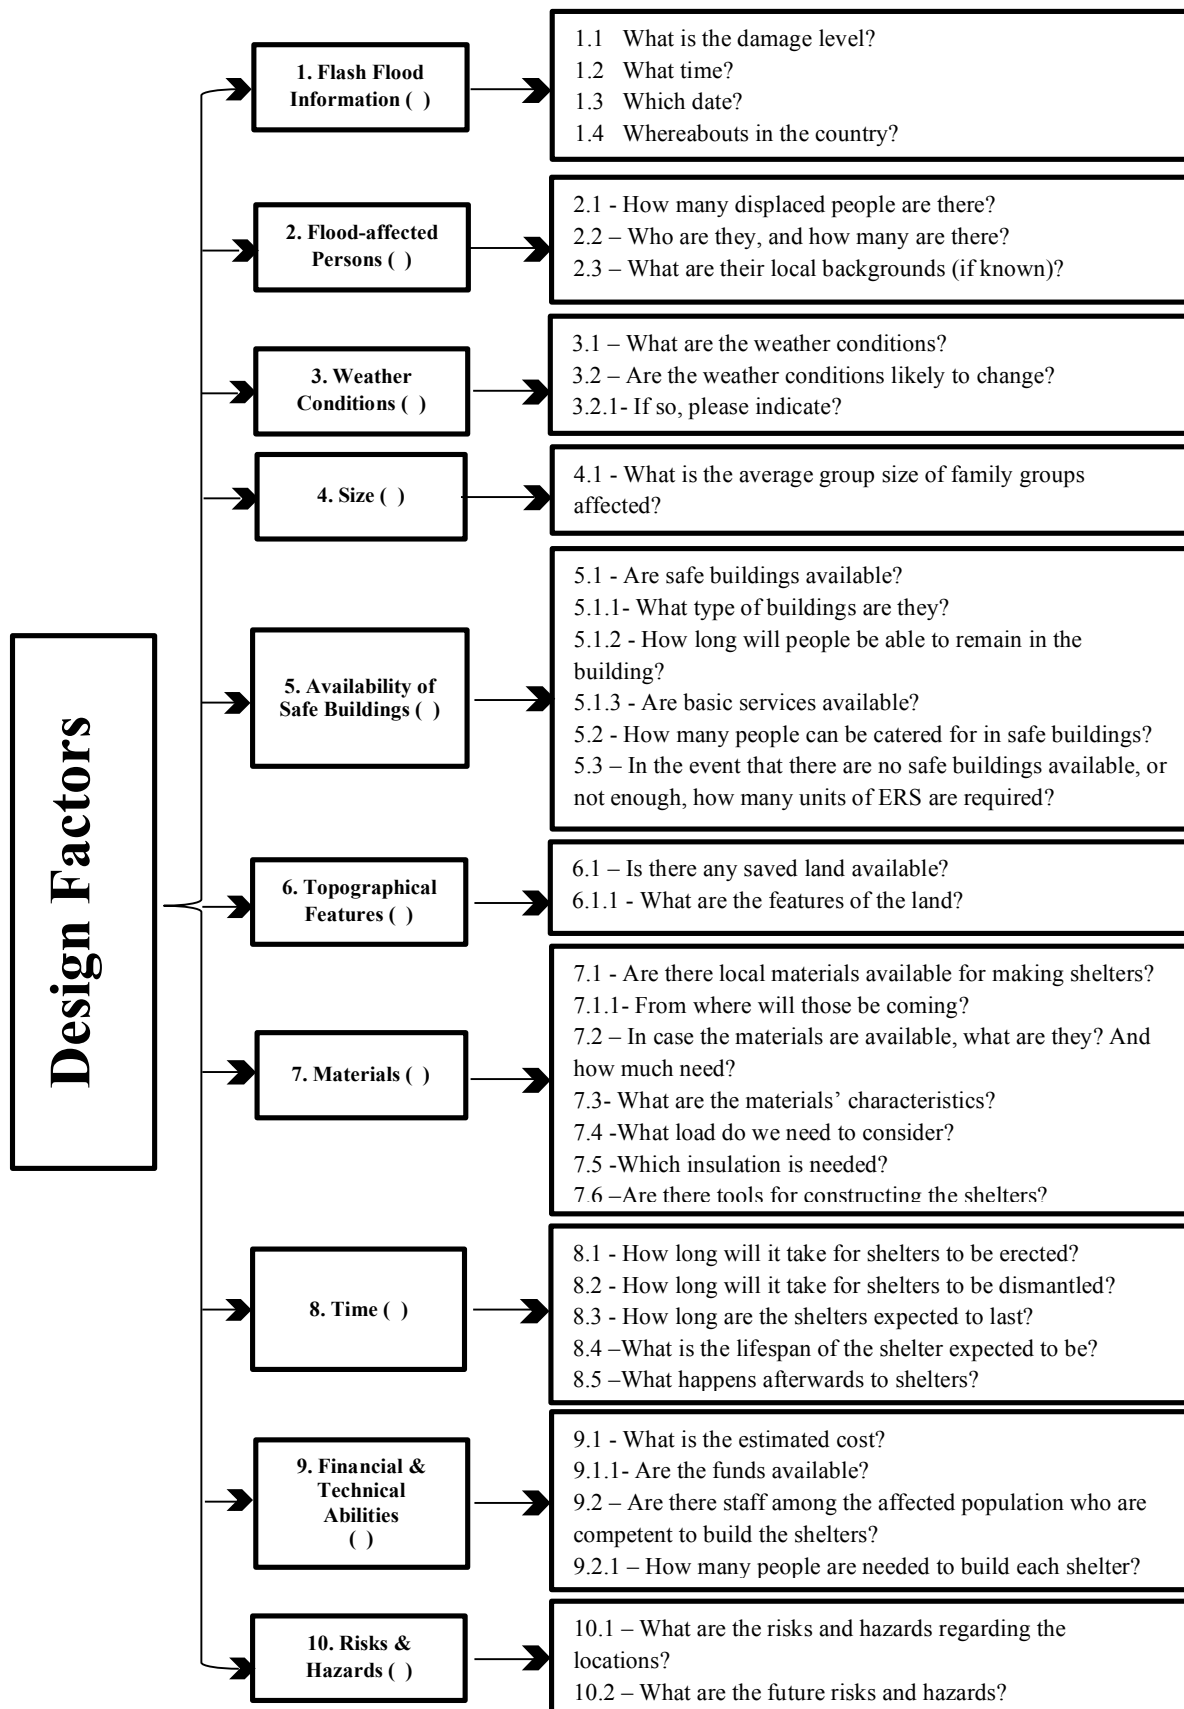 Design Factors
1. Flash Flood
Information ( )
1.1 What is the damage level?
1.2 What time?
1.3 Which date?
1.4 Whereabouts in the country?
2. Flood-affected
Persons ( )
2.1 - How many displaced people are there?
2.2 – Who are they, and how many are there?
2.3 – What are their local backgrounds (if known)?
3. Weather
Conditions ( )
3.1 – What are the weather conditions?
3.2 – Are the weather conditions likely to change?
3.2.1- If so, please indicate?
4. Size ( )
4.1 - What is the average group size of family groups
affected?
5. Availability of
Safe Buildings ( )
5.1 - Are safe buildings available?
5.1.1- What type of buildings are they?
5.1.2 - How long will people be able to remain in the
building?
5.1.3 - Are basic services available?
5.2 - How many people can be catered for in safe buildings?
5.3 – In the event that there are no safe buildings available, or
not enough, how many units of ERS are required?
6. Topographical
Features ( )
6.1 – Is there any saved land available?
6.1.1 - What are the features of the land?
7. Materials ( )
7.1 - Are there local materials available for making shelters?
7.1.1- From where will those be coming?
7.2 – In case the materials are available, what are they? And
how much need?
7.3- What are the materials’ characteristics?
7.4 -What load do we need to consider?
7.5 -Which insulation is needed?
7.6 –Are there tools for constructing the shelters?
8. Time ( )
8.1 - How long will it take for shelters to be erected?
8.2 - How long will it take for shelters to be dismantled?
8.3 - How long are the shelters expected to last?
8.4 –What is the lifespan of the shelter expected to be?
8.5 –What happens afterwards to shelters?
9. Financial &
Technical
Abilities
( )
9.1 - What is the estimated cost?
9.1.1- Are the funds available?
9.2 – Are there staff among the affected population who are
competent to build the shelters?
9.2.1 – How many people are needed to build each shelter?
10. Risks &
Hazards ( )
10.1 – What are the risks and hazards regarding the
locations?
10.2 – What are the future risks and hazards?